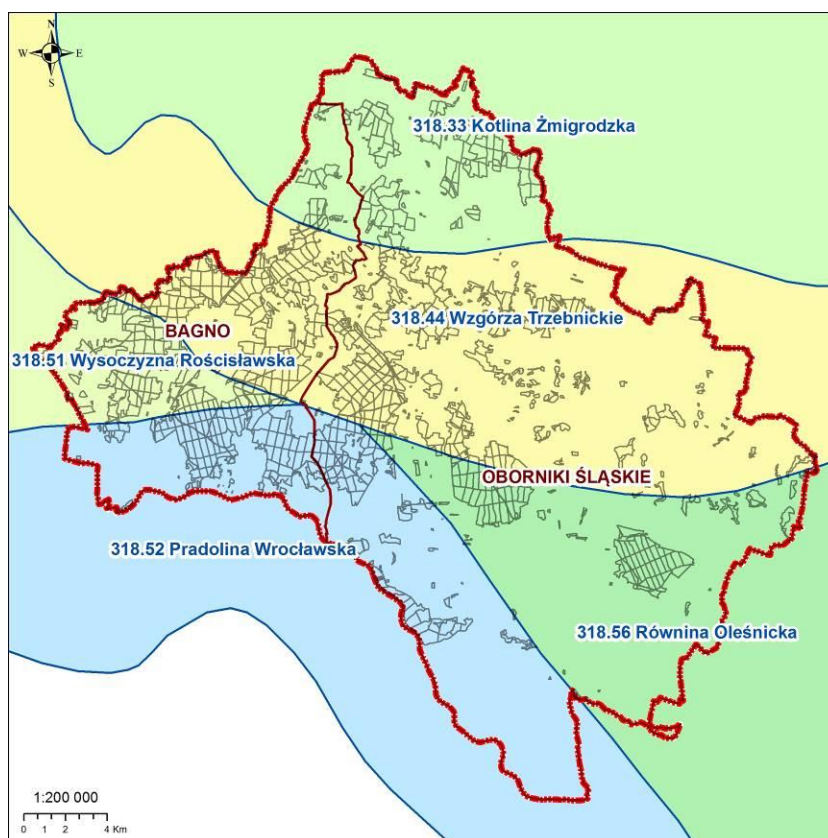 N
W E
S
318.33 Kotlina Żmigrodzka
318.44 Wzgórza Trzebnickie
BAGNO
318.51 Wysoczyzna Rościsławska
OBORNIKI ŚLĄSKIE
318.52 Pradolina Wrocławska
318.56 Równina Oleśnicka
1:200 000
0 1 2 4 Km